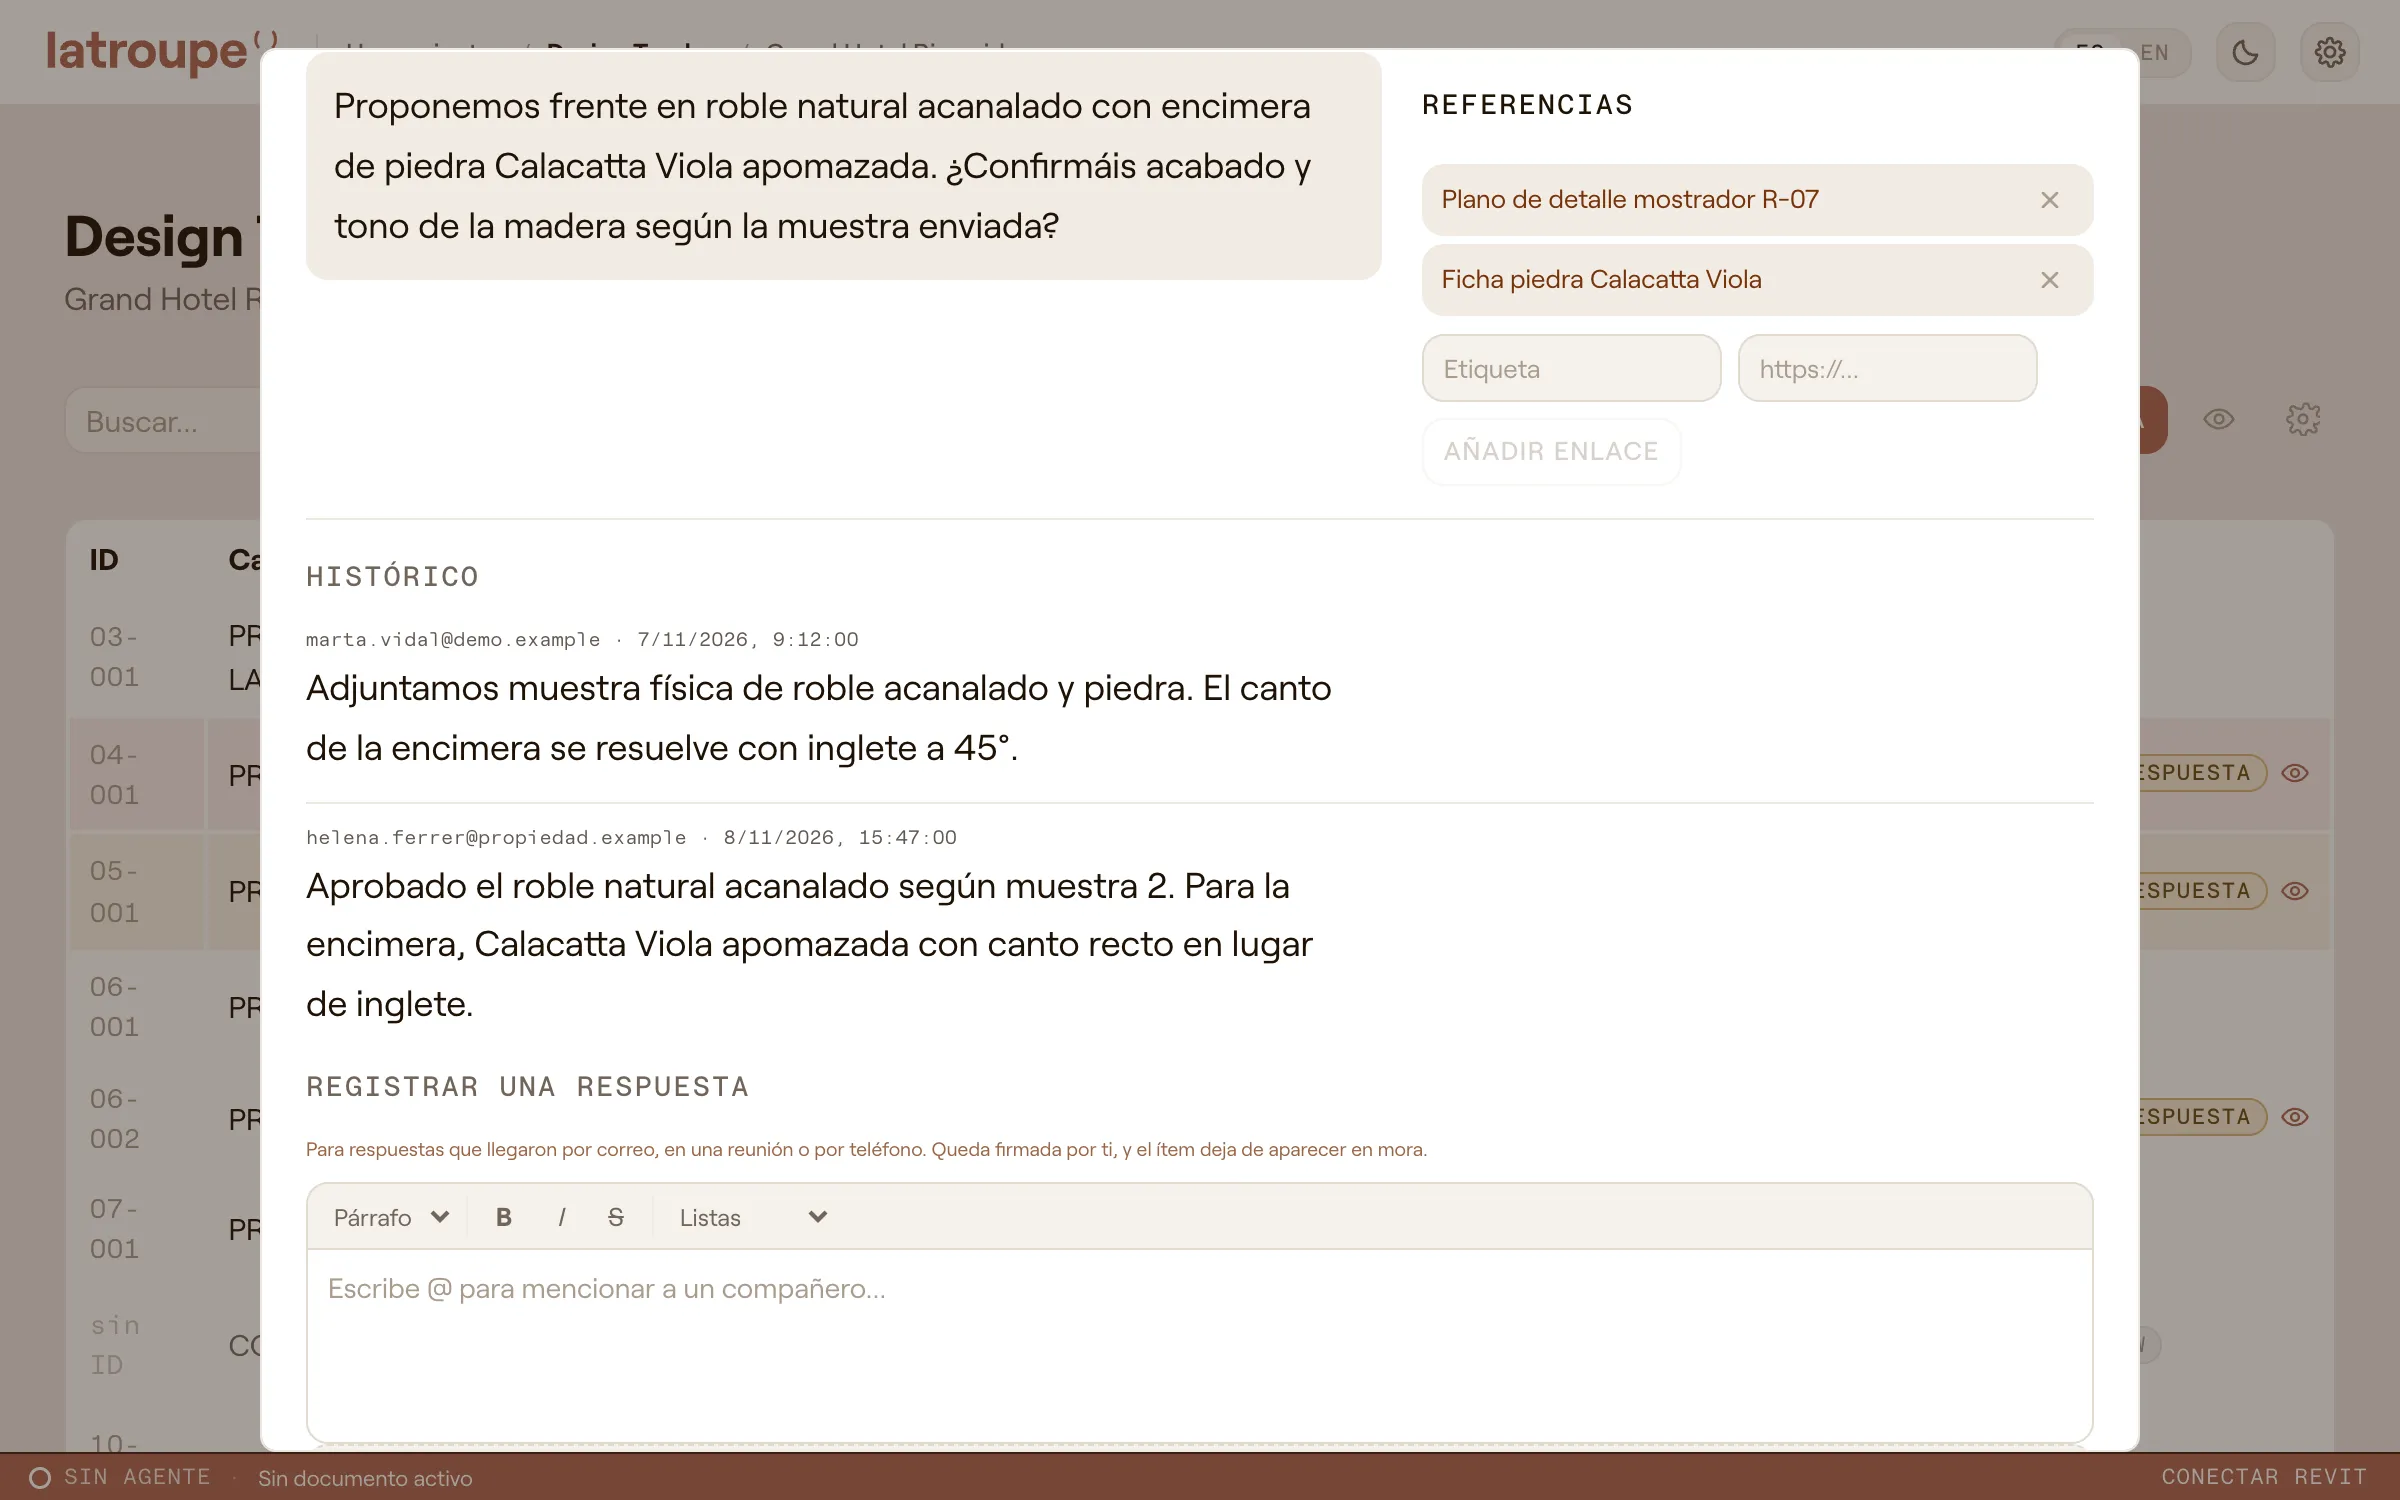 latroupe
EN
Design
Grand Hotel R
Buscar...
ID
03-
001
PR
LA
04-
001
PR
05-
001
PR
06-
001
PR
06-
002
PR
07-
001
PR
sin
ID
CO
10-
Proponemos frente en roble natural acanalado con encimera
de piedra Calacatta Viola apomazada. ¿Confirmáis acabado y
tono de la madera según la muestra enviada?
REFERENCIAS
Plano de detalle mostrador R-07
Ficha piedra Calacatta Viola
Etiqueta
https://...
AÑADIR ENLACE
HISTÓRICO
marta.vidal@demo.example · 7/11/2026, 9:12:00
Adjuntamos muestra física de roble acanalado y piedra. El canto
de la encimera se resuelve con inglete a 45°.
helena.ferrer@propiedad.example · 8/11/2026, 15:47:00
Aprobado el roble natural acanalado según muestra 2. Para la
encimera, Calacatta Viola apomazada con canto recto en lugar
de inglete.
REGISTRAR UNA RESPUESTA
Para respuestas que llegaron por correo, en una reunión o por teléfono. Queda firmada por ti, y el ítem deja de aparecer en mora.
Párrafo B I S Listas
Escribe @ para mencionar a un compañero...
ESPUESTA
ESPUESTA
ESPUESTA
SIN AGENTE · Sin documento activo
CONECTAR REVIT